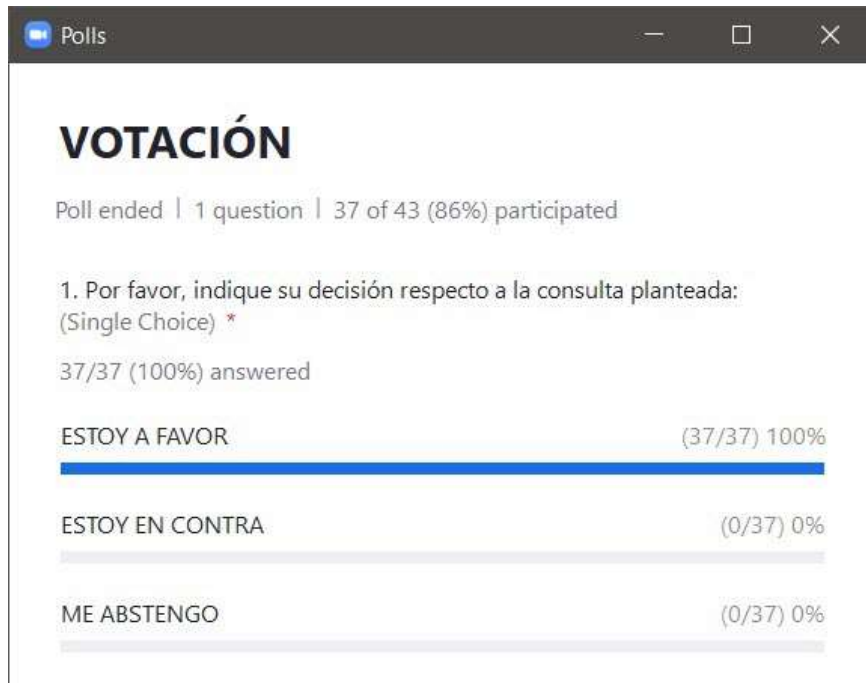 Polls
VOTACIÓN
Poll ended | 1 question | 37 of 43 (86%) participated
1. Por favor, indique su decisión respecto a la consulta planteada:
(Single Choice) *
37/37 (100%) answered
ESTOY A FAVOR (37/37) 100%
ESTOY EN CONTRA (0/37) 0%
ME ABSTENGO (0/37) 0%